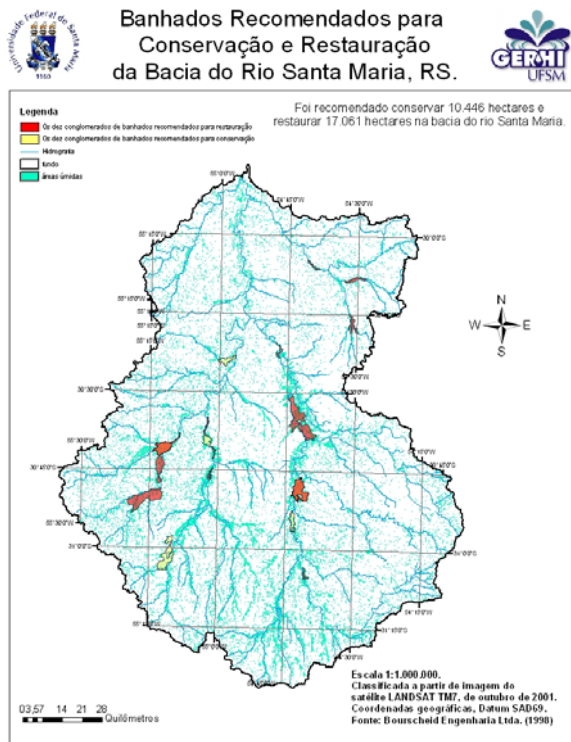 Universidade Federal de Santa Maria
1960
Banhados Recomendados para
Conservação e Restauração
da Bacia do Rio Santa Maria, RS.
GERHI
UFSM
Legenda
Os dez conglomerados de banhados recomendados para restauração
Os dez conglomerados de banhados recomendados para conservação
Hidrografia
fundo
áreas úmidas
Foi recomendado conservar 10.446 hectares e
restaurar 17.061 hectares na bacia do rio Santa Maria.
N
W E
S
Escala 1:1.000.000.
Classificada a partir de imagem do
satélite LANDSAT TM7, de outubro de 2001.
Coordenadas geográficas, Datum SAD69.
Fonte: Bourscheid Engenharia Ltda. (1998)
03,57 14 21 28
Quilômetros